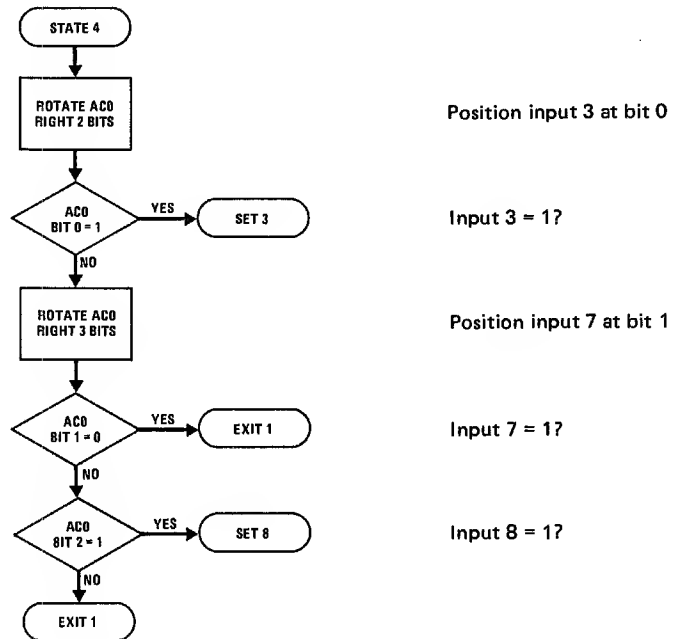 STATE 4
ROTATE AC0
RIGHT 2 BITS
Position input 3 at bit 0
AC0
BIT 0 = 1
YES
SET 3
Input 3 = 1?
NO
ROTATE AC0
RIGHT 3 BITS
Position input 7 at bit 1
AC0
BIT 1 = 0
YES
EXIT 1
Input 7 = 1?
NO
AC0
BIT 2 = 1
YES
SET 8
Input 8 = 1?
NO
EXIT 1